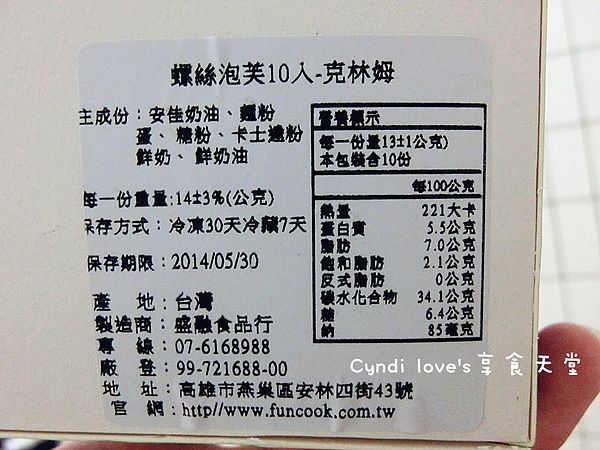 螺絲泡芙10入-克林姆
主成份：安佳奶油、麵粉
蛋、糖粉、卡士達粉
鮮奶、鮮奶油
每一份重量:14±3%(公克)
保存方式：冷凍30天冷藏7天
保存期限：2014/05/30
產 地：台灣
製造商：盛融食品行
專 線：07-6168988
廠 登：99-721688-00
地 址：高雄市燕巢區安林四街43號
官 網：http//www.funcook.com.tw
營養標示
每一份量13±1公克)
本包裝含10份
每100公克
熱量 221大卡
蛋白質 5.5公克
脂肪 7.0公克
飽和脂肪 2.1公克
反式脂肪 0公克
碳水化合物 34.1公克
糖 6.4公克
鈉 85毫克
Cyndi love's享食天堂